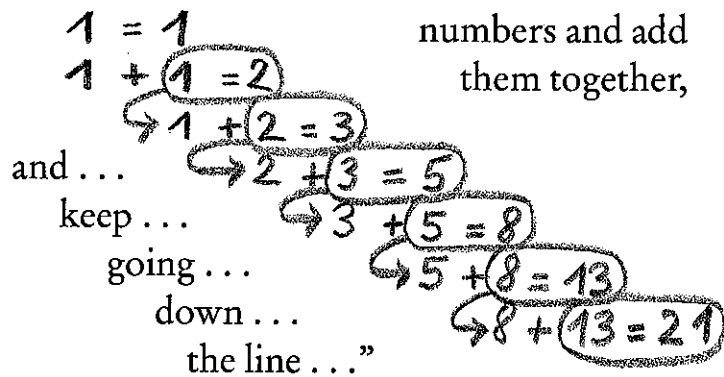 1 = 1
numbers and add
1 + 1 = 2
them together,
1 + 2 = 3
and . . .
2 + 3 = 5
keep . . .
3 + 5 = 8
going . . .
5 + 8 = 13
down . . .
8 + 13 = 21
the line . . .”